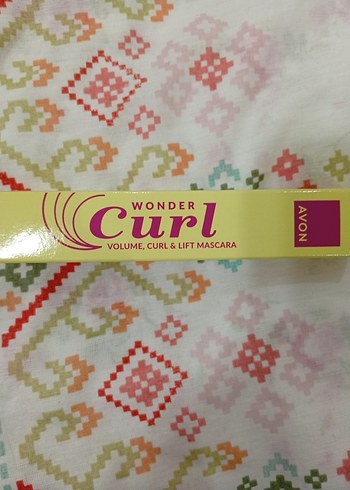 WONDER
Curl
VOLUME, CURL & LIFT MASCARA
AVON